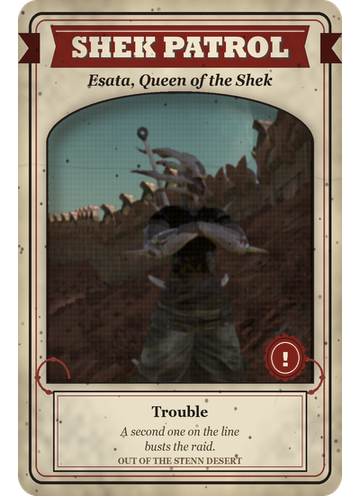 SHEK PATROL
Esata, Queen of the Shek
!
Trouble
A second one on the line
busts the raid.
OUT OF THE STENN DESERT